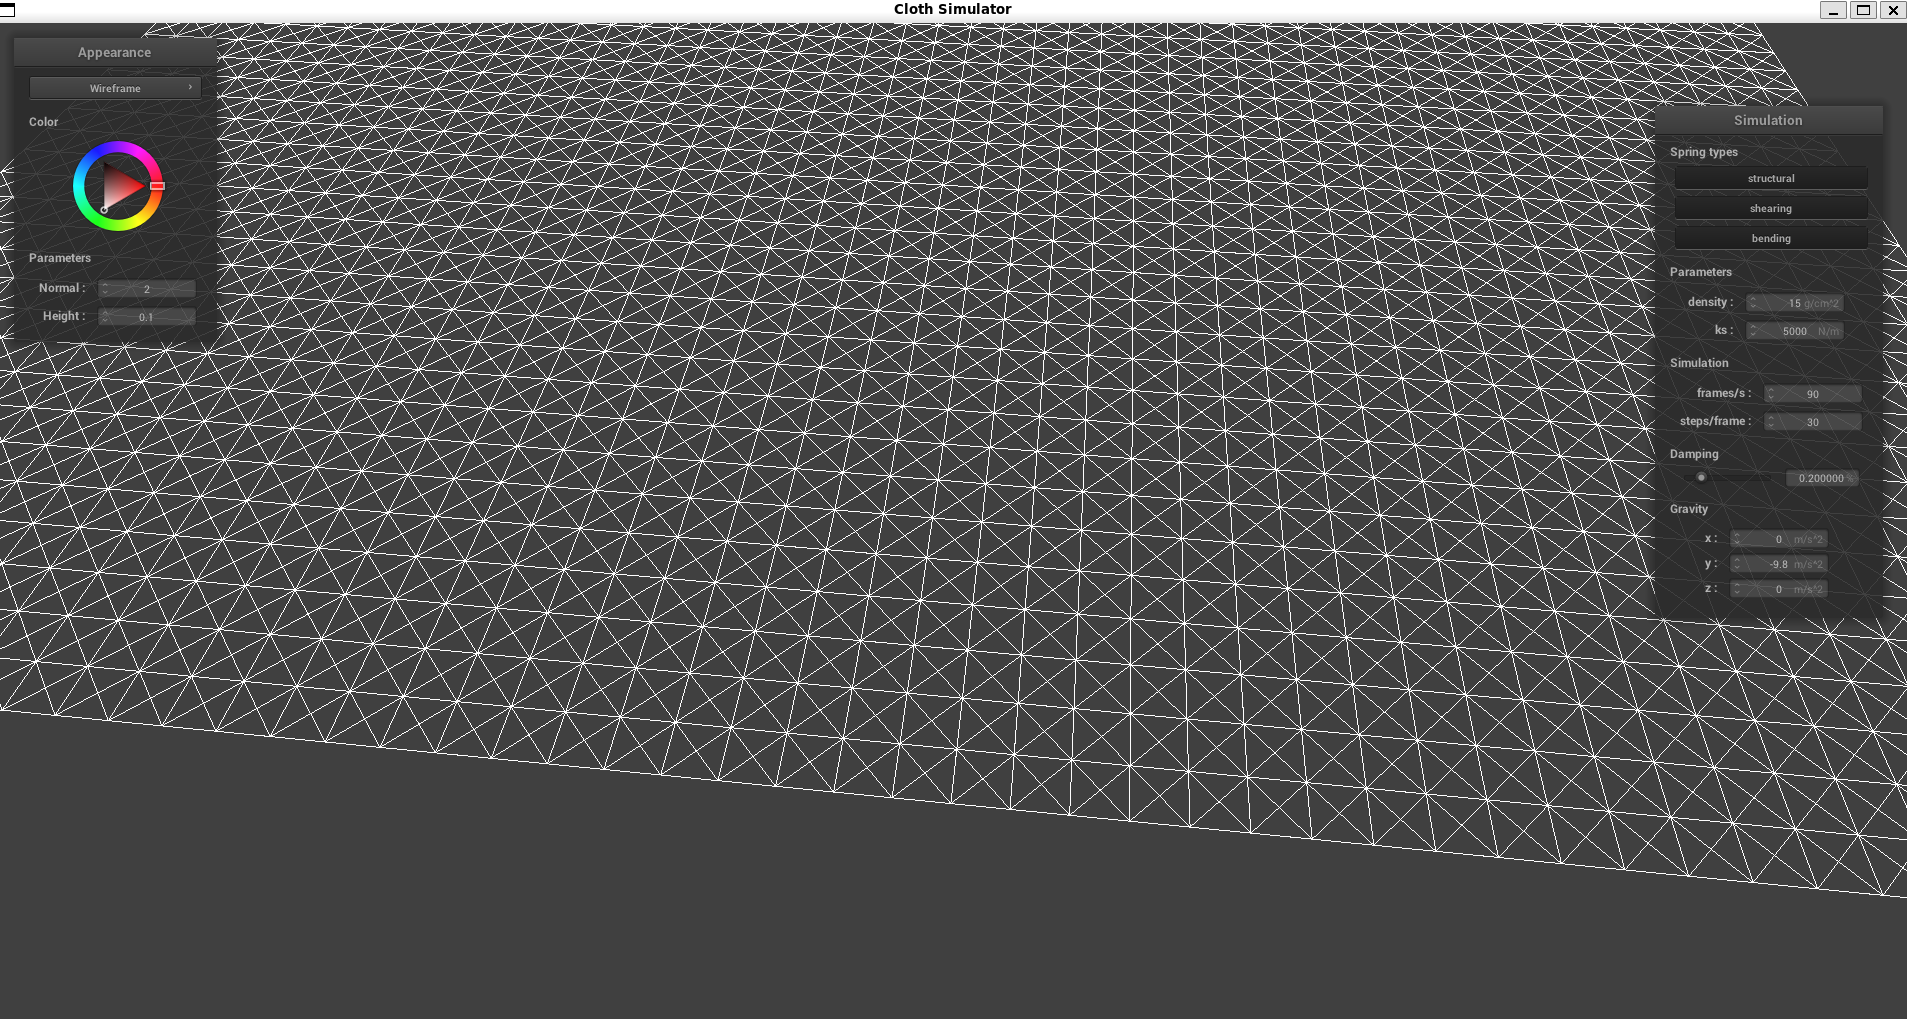 Cloth Simulator
Appearance
Wireframe
Color
Parameters
Normal : 2
Height : 0.1
Simulation
Spring types
structural
shearing
bending
Parameters
density : 15 g/cm^2
ks : 5000 N/m
Simulation
frames/s : 90
steps/frame : 30
Damping
0.200000 %
Gravity
x : 0 m/s^2
y : -9.8 m/s^2
z : 0 m/s^2